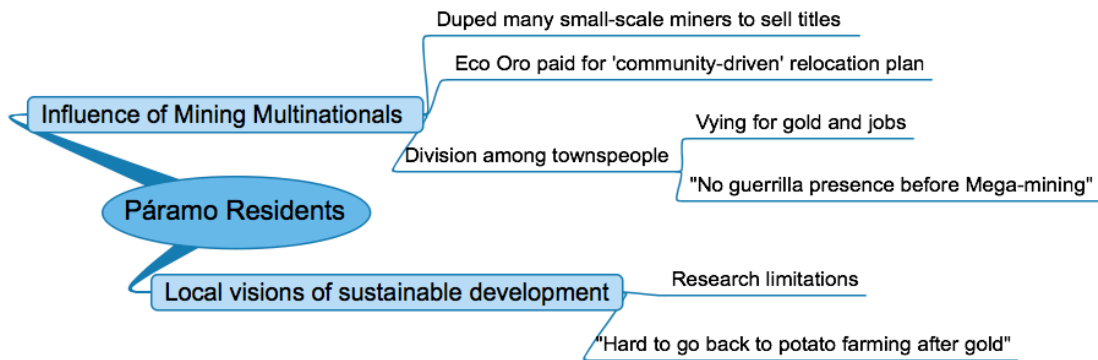 Duped many small-scale miners to sell titles
Eco Oro paid for 'community-driven' relocation plan
Influence of Mining Multinationals
Vying for gold and jobs
Division among townspeople
"No guerrilla presence before Mega-mining"
Páramo Residents
Research limitations
Local visions of sustainable development
"Hard to go back to potato farming after gold"